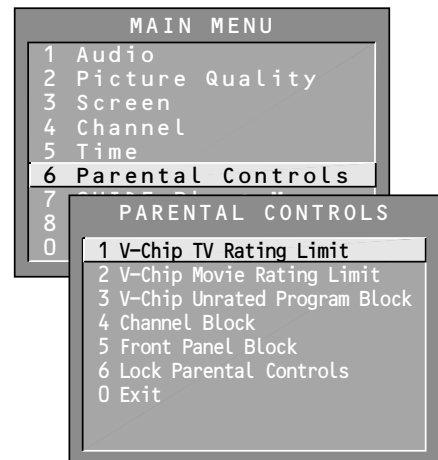 MAIN MENU
1 Audio
2 Picture Quality
3 Screen
4 Channel
5 Time
6 Parental Controls
7
8
0
PARENTAL CONTROLS
1 V-Chip TV Rating Limit
2 V-Chip Movie Rating Limit
3 V-Chip Unrated Program Block
4 Channel Block
5 Front Panel Block
6 Lock Parental Controls
0 Exit